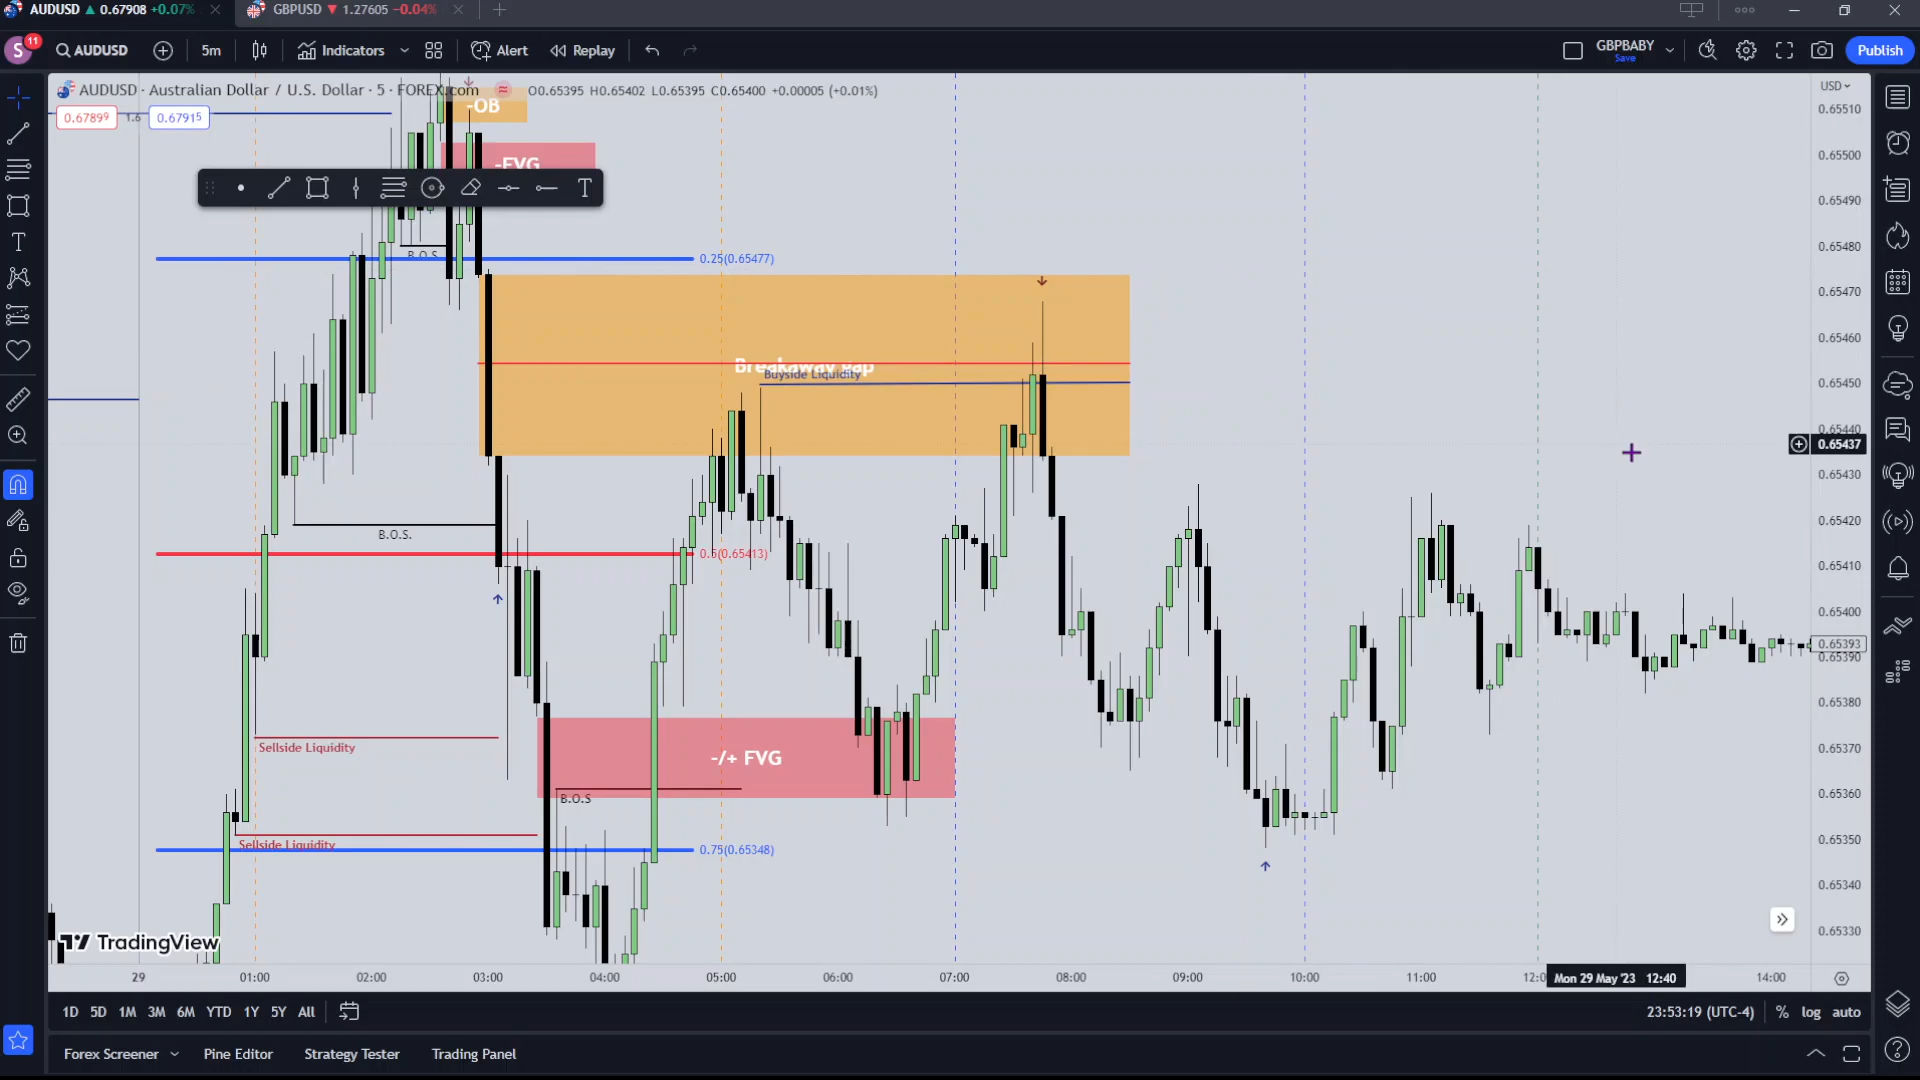 AUDUSD ▲ 0.67908 +0.07%
GBPUSD ▼ 1.27605 -0.04%
S 11
AUDUSD
5m
Indicators
Alert
Replay
GBPBABY
Save
Publish
AUDUSD · Australian Dollar / U.S. Dollar · 5 · FOREX.com
O0.65395 H0.65402 L0.65395 C0.65400 +0.00005 (+0.01%)
USD
0.67899
1.6
0.67915
-OB
-FVG
B.O.S
0.25(0.65477)
Breakaway gap
Buyside Liquidity
B.O.S.
0.5(0.65413)
Sellside Liquidity
-/+ FVG
B.O.S
Sellside Liquidity
0.75(0.65348)
0.65510
0.65500
0.65490
0.65480
0.65470
0.65460
0.65450
0.65440
0.65437
0.65430
0.65420
0.65410
0.65400
0.65393
0.65390
0.65380
0.65370
0.65360
0.65350
0.65340
0.65330
TradingView
29
01:00
02:00
03:00
04:00
05:00
06:00
07:00
08:00
09:00
10:00
11:00
12:0
Mon 29 May '23 12:40
14:00
1D 5D 1M 3M 6M YTD 1Y 5Y All
23:53:19 (UTC-4)
% log auto
Forex Screener
Pine Editor
Strategy Tester
Trading Panel